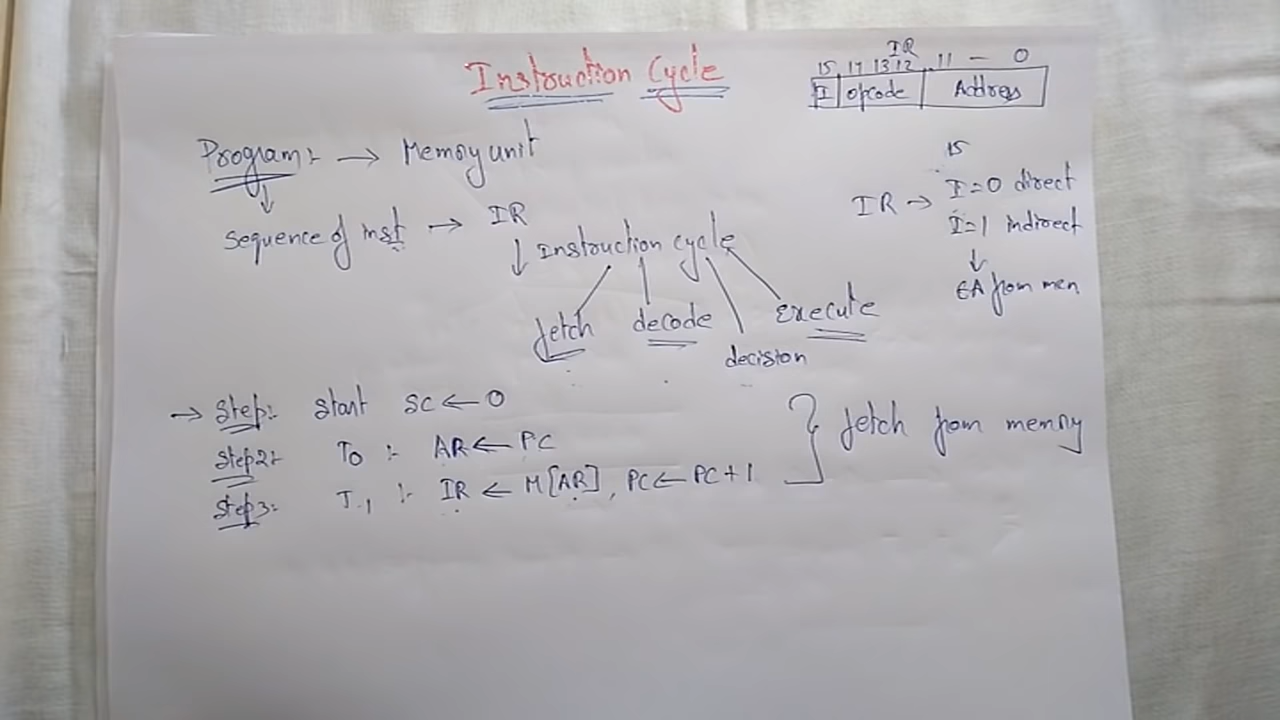 Instruction Cycle
IR
15 14 13 12 .. 11 — 0
I opcode Address
Program:- → Memory unit
↓
Sequence of inst → IR
↓ Instruction cycle
fetch decode decision execute
15
IR → I=0 direct
I=1 indirect
↓
EA from mem
→ Step:- Start SC ← 0
Step2:- T0 :- AR ← PC
Step3:- T1 :- IR ← M[AR], PC ← PC+1
} fetch from memory